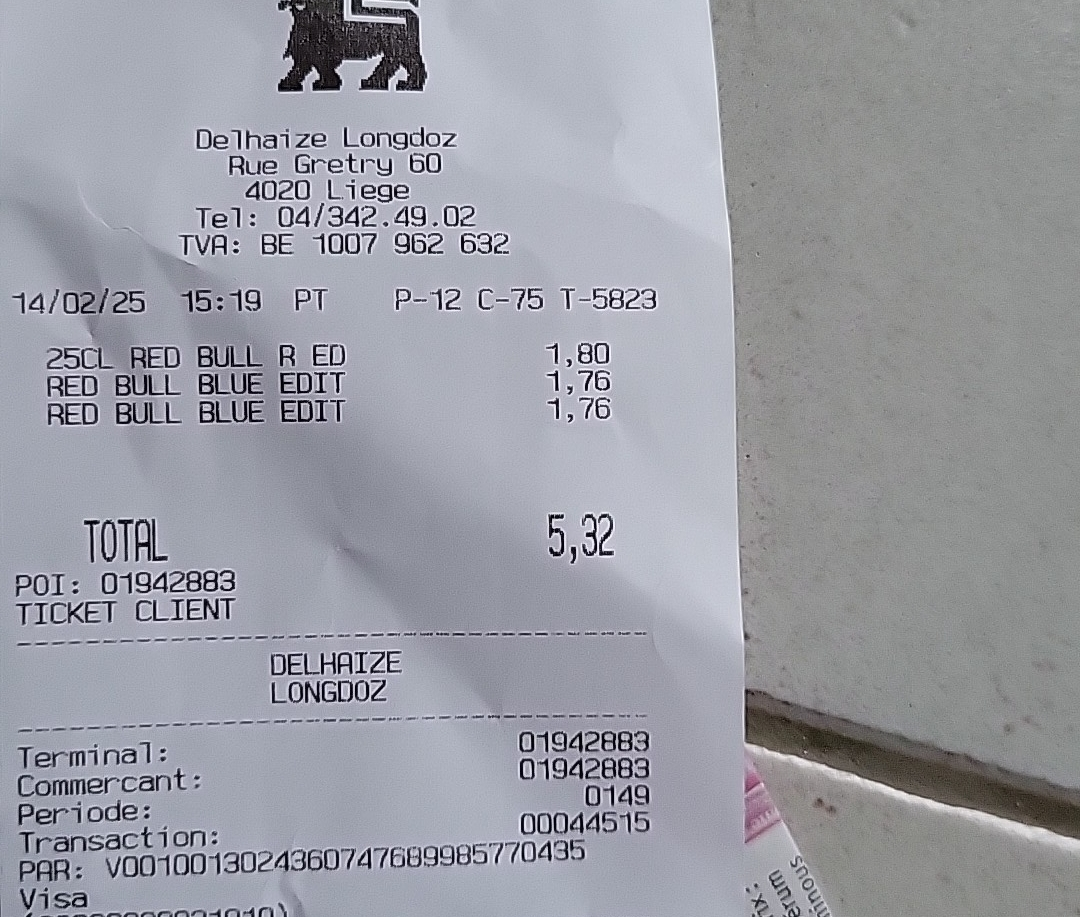 Delhaize Longdoz
Rue Gretry 60
4020 Liege
Tel: 04/342.49.02
TVA: BE 1007 962 632
14/02/25 15:19 PT P-12 C-75 T-5823
25CL RED BULL R ED 1,80
RED BULL BLUE EDIT 1,76
RED BULL BLUE EDIT 1,76
TOTAL 5,32
POI: 01942883
TICKET CLIENT
DELHAIZE
LONGDOZ
Terminal: 01942883
Commercant: 01942883
Periode: 0149
Transaction: 00044515
PAR: V0010013024360747689985770435
Visa